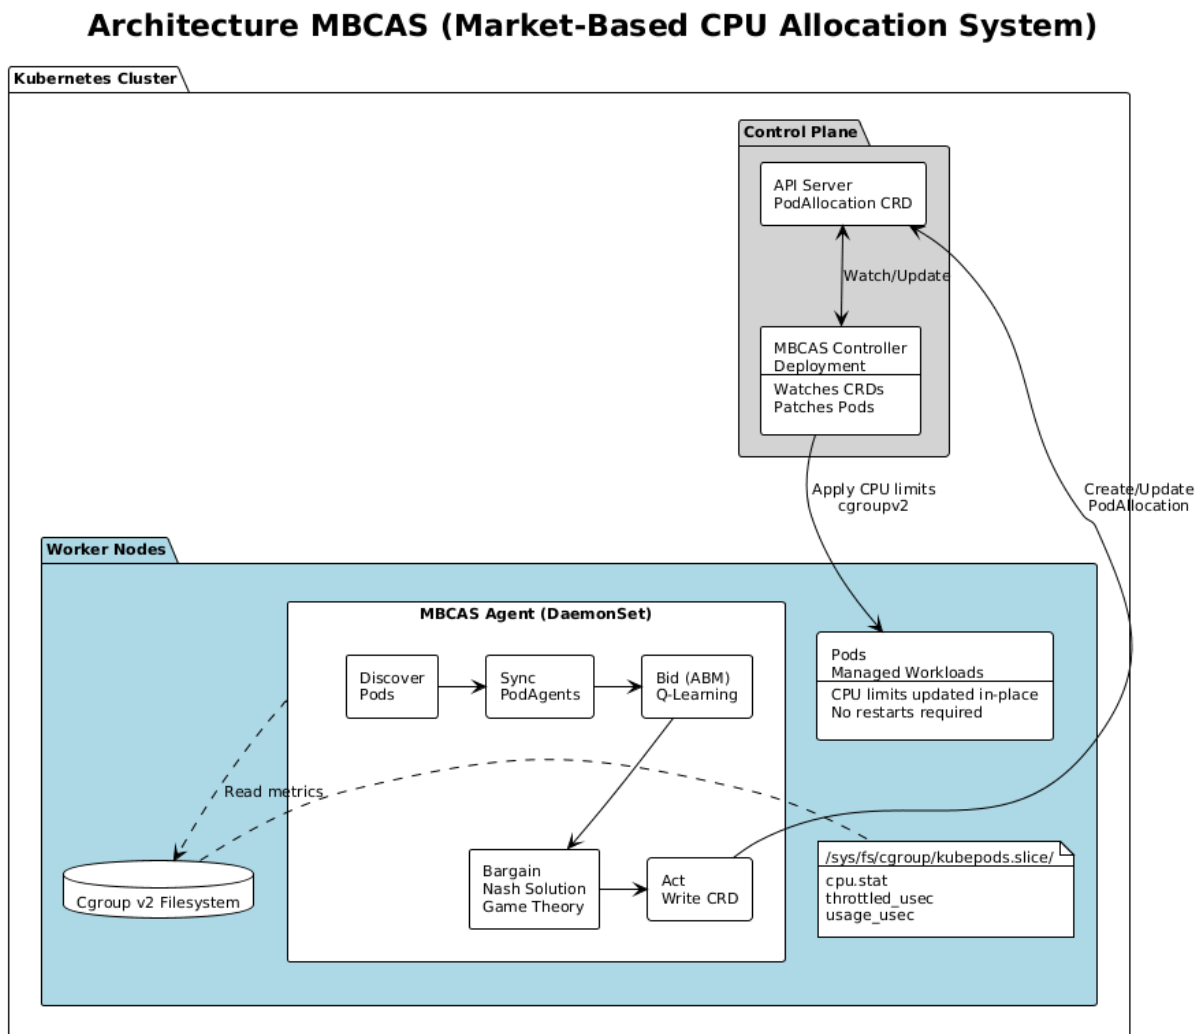 Architecture MBCAS (Market-Based CPU Allocation System)
Kubernetes Cluster
Control Plane
API Server
PodAllocation CRD
Watch/Update
MBCAS Controller
Deployment
Watches CRDs
Patches Pods
Apply CPU limits
cgroupv2
Create/Update
PodAllocation
Worker Nodes
MBCAS Agent (DaemonSet)
Discover
Pods
Sync
PodAgents
Bid (ABM)
Q-Learning
Pods
Managed Workloads
CPU limits updated in-place
No restarts required
Read metrics
Cgroup v2 Filesystem
Bargain
Nash Solution
Game Theory
Act
Write CRD
/sys/fs/cgroup/kubepods.slice/
cpu.stat
throttled_usec
usage_usec